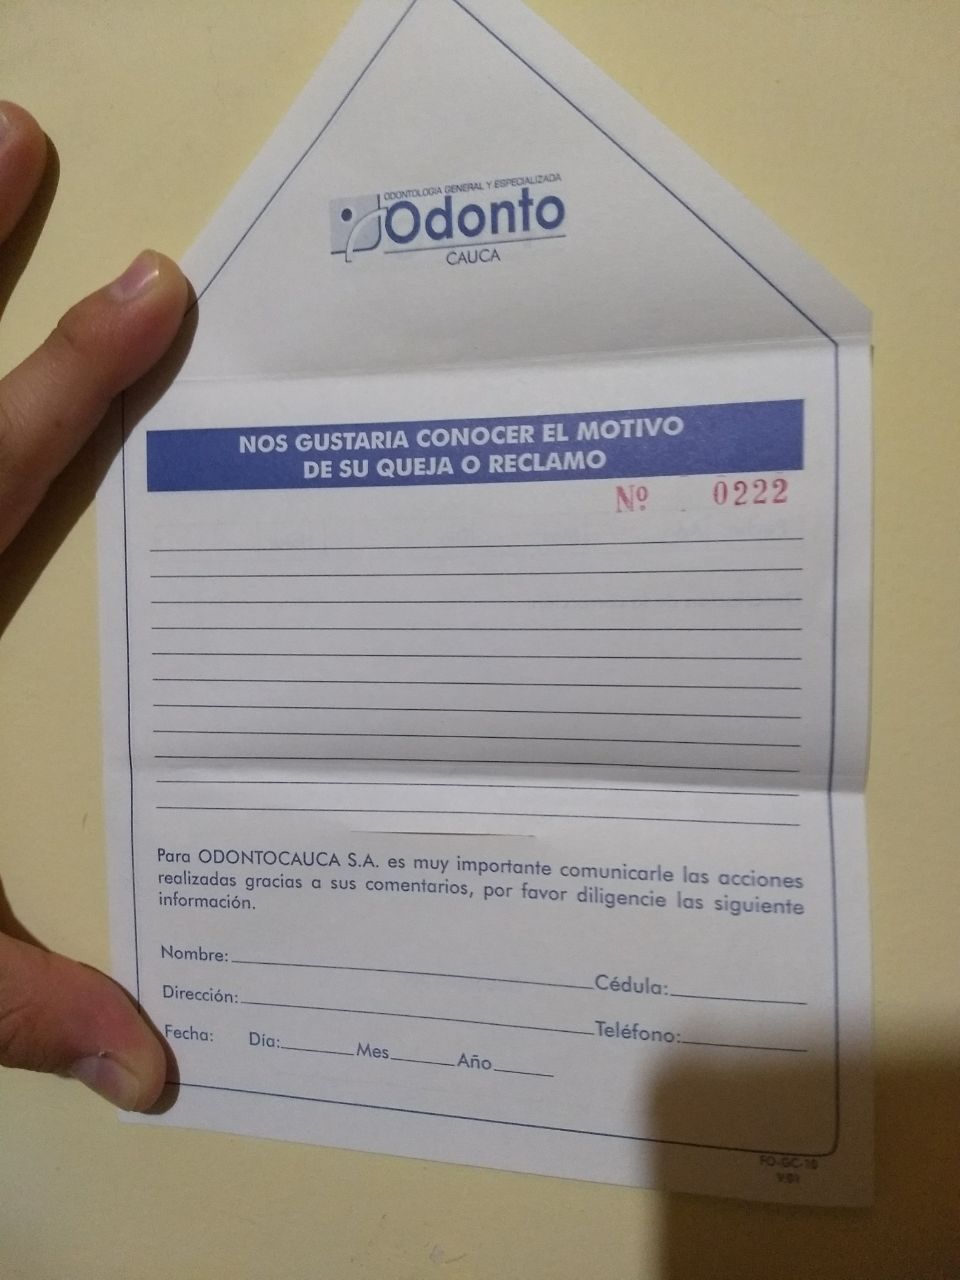 ODONTOLOGIA GENERAL Y ESPECIALIZADA
Odonto
CAUCA
NOS GUSTARIA CONOCER EL MOTIVO
DE SU QUEJA O RECLAMO
Nº 0222
Para ODONTOCAUCA S.A. es muy importante comunicarle las acciones
realizadas gracias a sus comentarios, por favor diligencie las siguiente
información.
Nombre: Cédula:
Dirección: Teléfono:
Fecha: Día: Mes Año
FO-GC-10
V.01